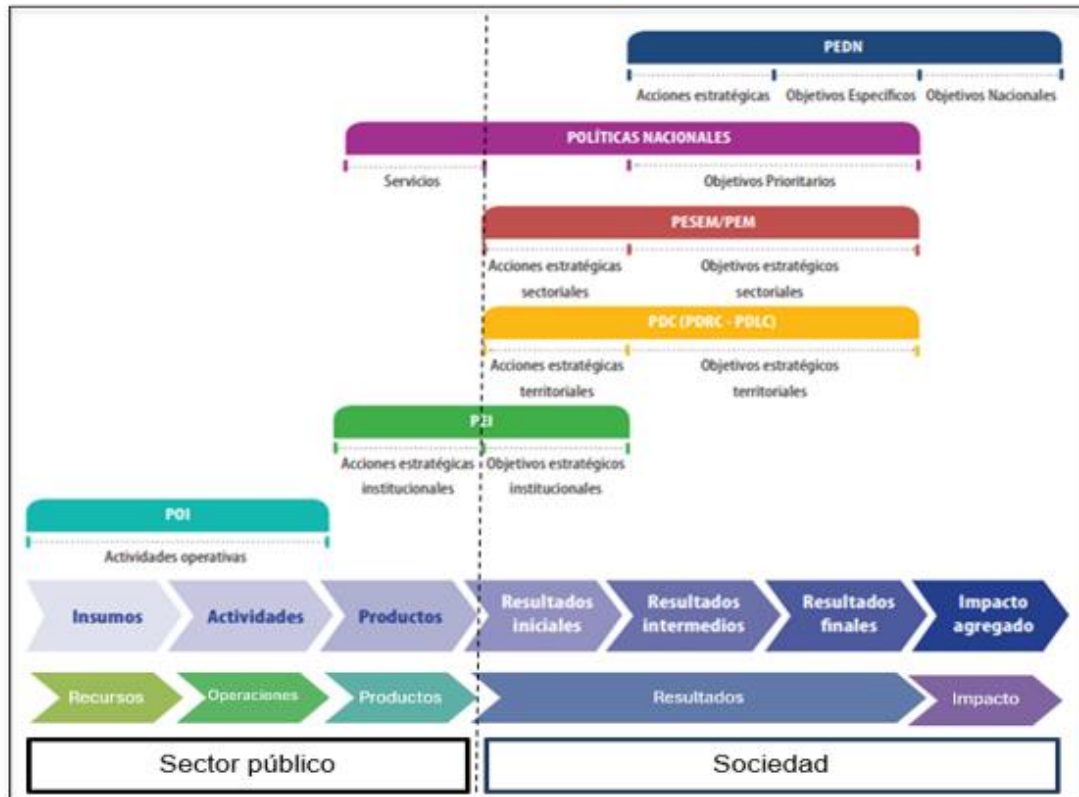 PEDN
Acciones estratégicas
Objetivos Específicos
Objetivos Nacionales
POLÍTICAS NACIONALES
Servicios
Objetivos Prioritarios
PESEM/PEM
Acciones estratégicas
sectoriales
Objetivos estratégicos
sectoriales
PDC (PDRC - PDLC)
Acciones estratégicas
territoriales
Objetivos estratégicos
territoriales
PEI
Acciones estratégicas
institucionales
Objetivos estratégicos
institucionales
POI
Actividades operativas
Insumos
Actividades
Productos
Resultados
iniciales
Resultados
intermedios
Resultados
finales
Impacto
agregado
Recursos
Operaciones
Productos
Resultados
Impacto
Sector público
Sociedad